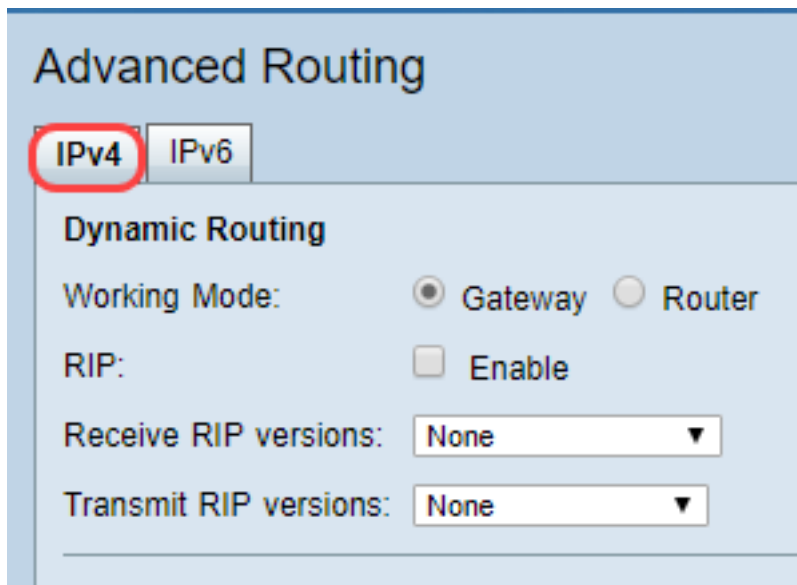 Advanced Routing
IPv4 IPv6
Dynamic Routing
Working Mode: Gateway Router
RIP: Enable
Receive RIP versions: None
Transmit RIP versions: None